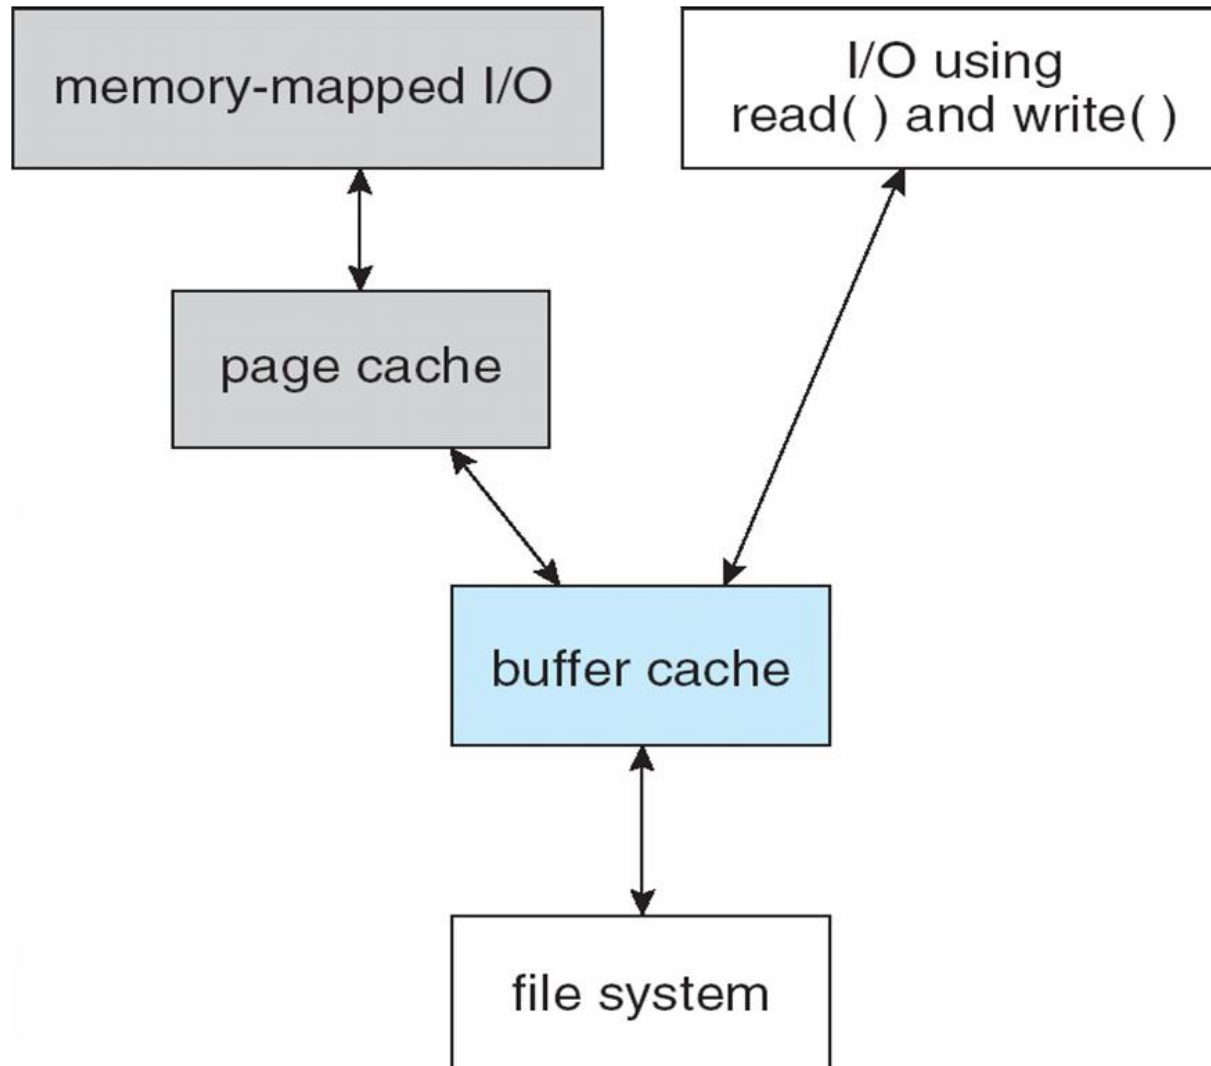 memory-mapped I/O
I/O using
read( ) and write( )
page cache
buffer cache
file system